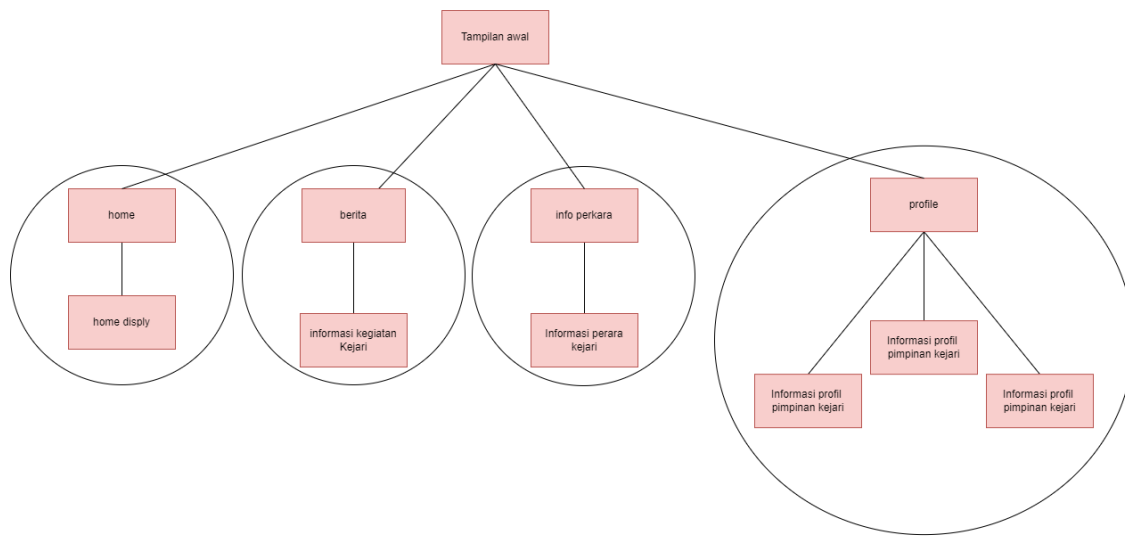 Tampilan awal
home
berita
info perkara
profile
home disply
informasi kegiatan
Kejari
Informasi perara
kejari
Informasi profil
pimpinan kejari
Informasi profil
pimpinan kejari
Informasi profil
pimpinan kejari